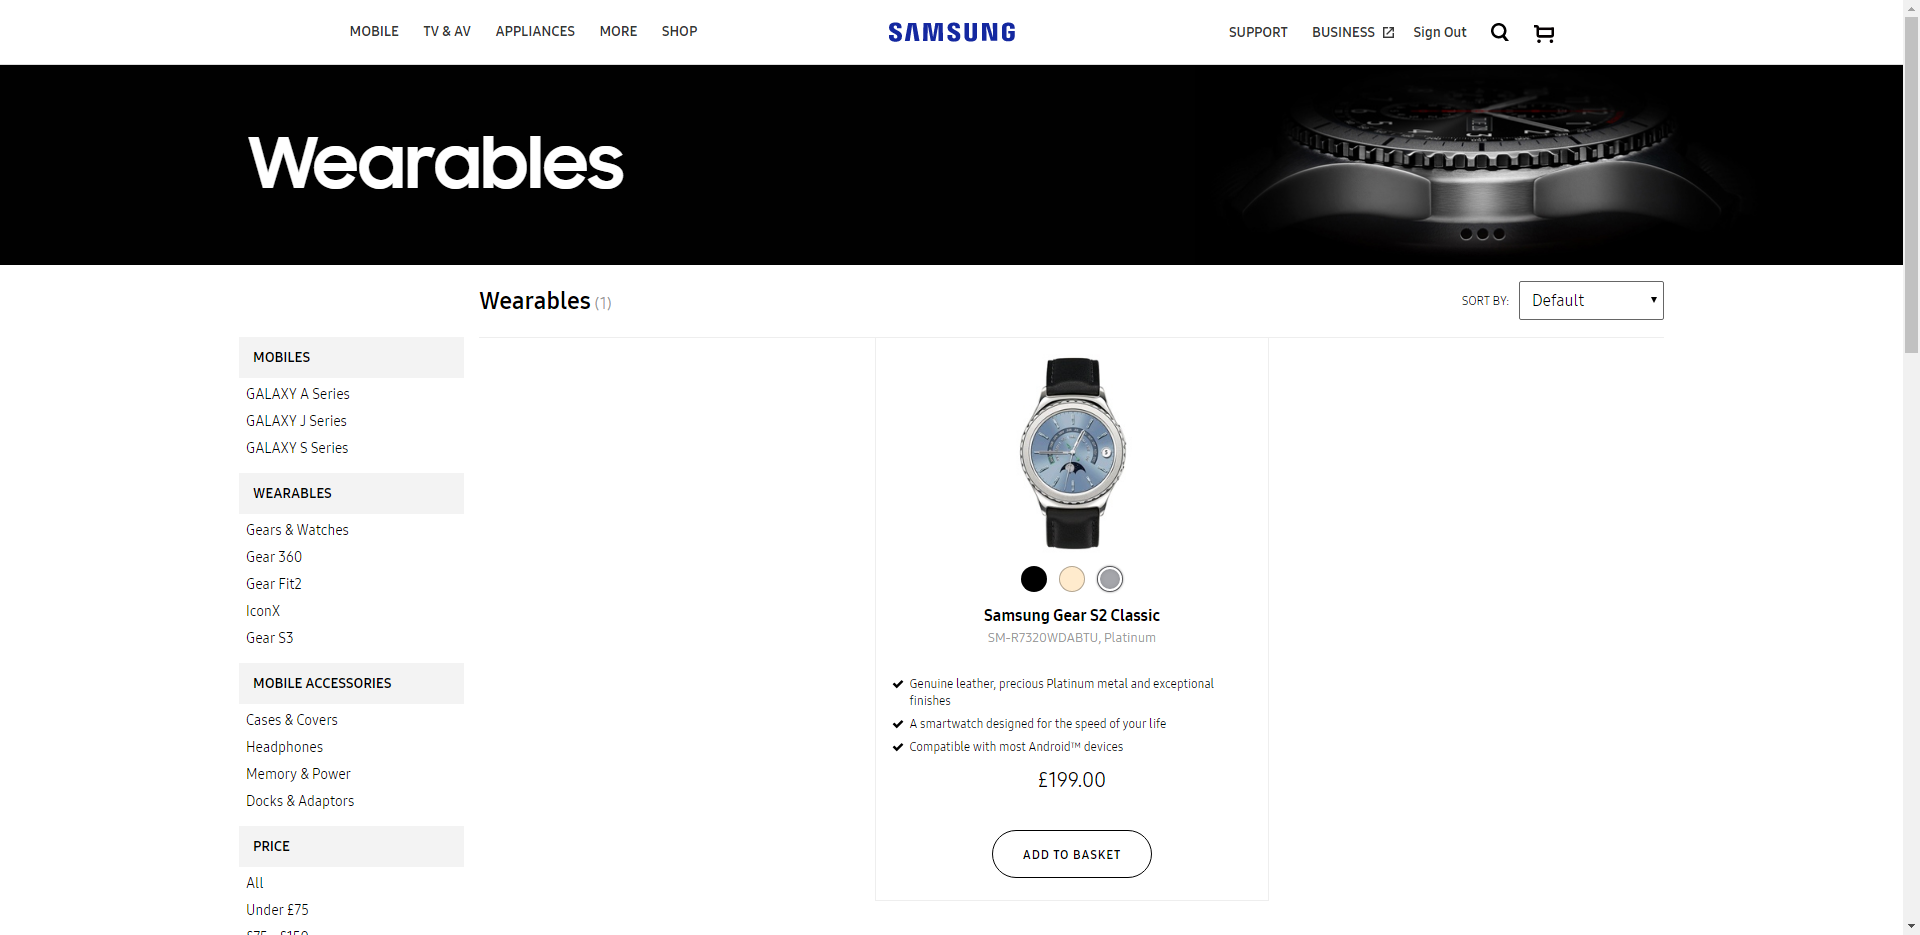 MOBILE TV & AV APPLIANCES MORE SHOP SAMSUNG SUPPORT BUSINESS Sign Out
Wearables
Wearables (1)
SORT BY: Default
MOBILES
GALAXY A Series
GALAXY J Series
GALAXY S Series
WEARABLES
Gears & Watches
Gear 360
Gear Fit2
IconX
Gear S3
MOBILE ACCESSORIES
Cases & Covers
Headphones
Memory & Power
Docks & Adaptors
PRICE
All
Under £75
£75 - £150
Samsung Gear S2 Classic
SM-R7320WDABTU, Platinum
Genuine leather, precious Platinum metal and exceptional
finishes
A smartwatch designed for the speed of your life
Compatible with most Android™ devices
£199.00
ADD TO BASKET